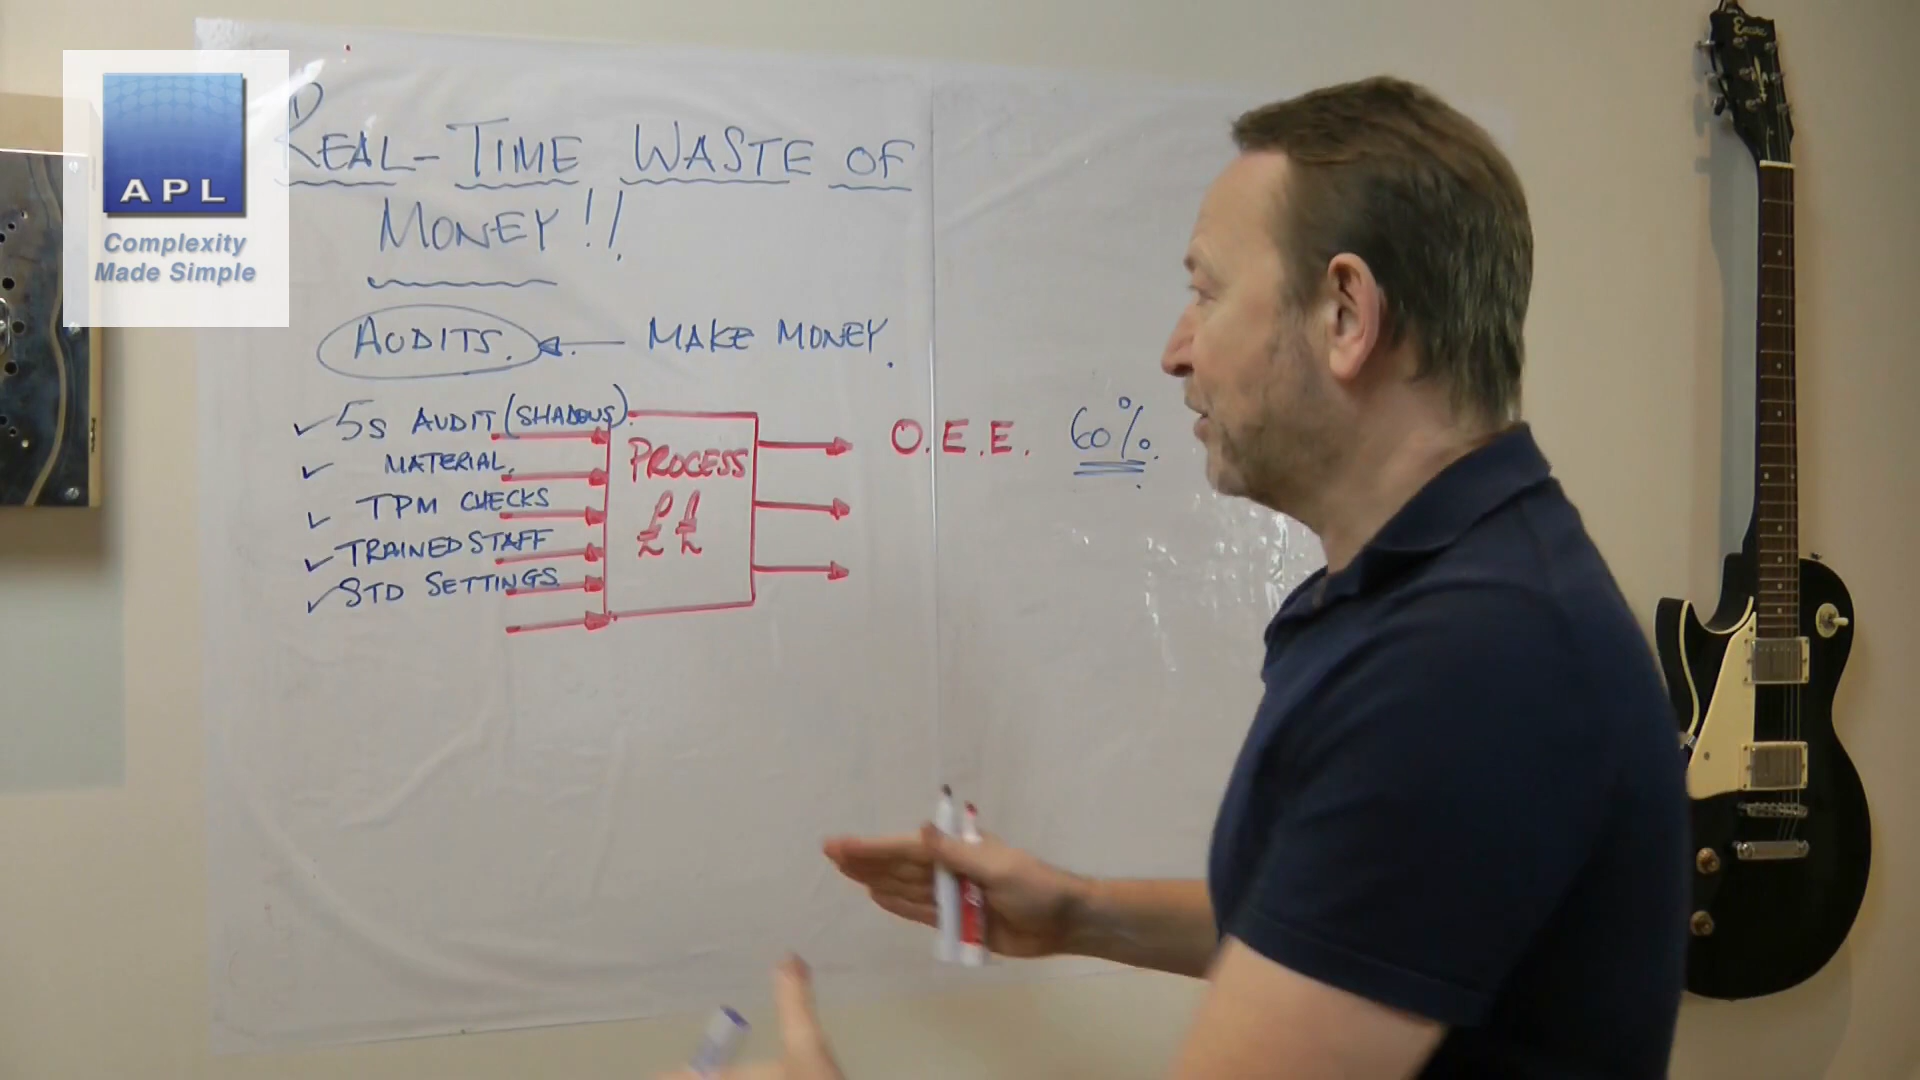 APL
Complexity
Made Simple
REAL-TIME WASTE OF
MONEY!!
AUDITS. MAKE MONEY.
5S AUDIT (SHADOWS).
MATERIAL.
TPM CHECKS
TRAINED STAFF
STD SETTINGS.
PROCESS
££
O.E.E. 60%.